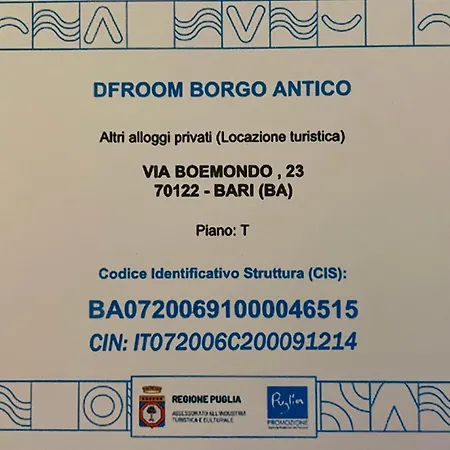 DFROOM BORGO ANTICO
Altri alloggi privati (Locazione turistica)
VIA BOEMONDO , 23
70122 - BARI (BA)
Piano: T
Codice Identificativo Struttura (CIS):
BA07200691000046515
CIN: IT072006C200091214
REGIONE PUGLIA
ASSESSORATO ALL'INDUSTRIA
TURISTICA E CULTURALE
Puglia
PROMOZIONE